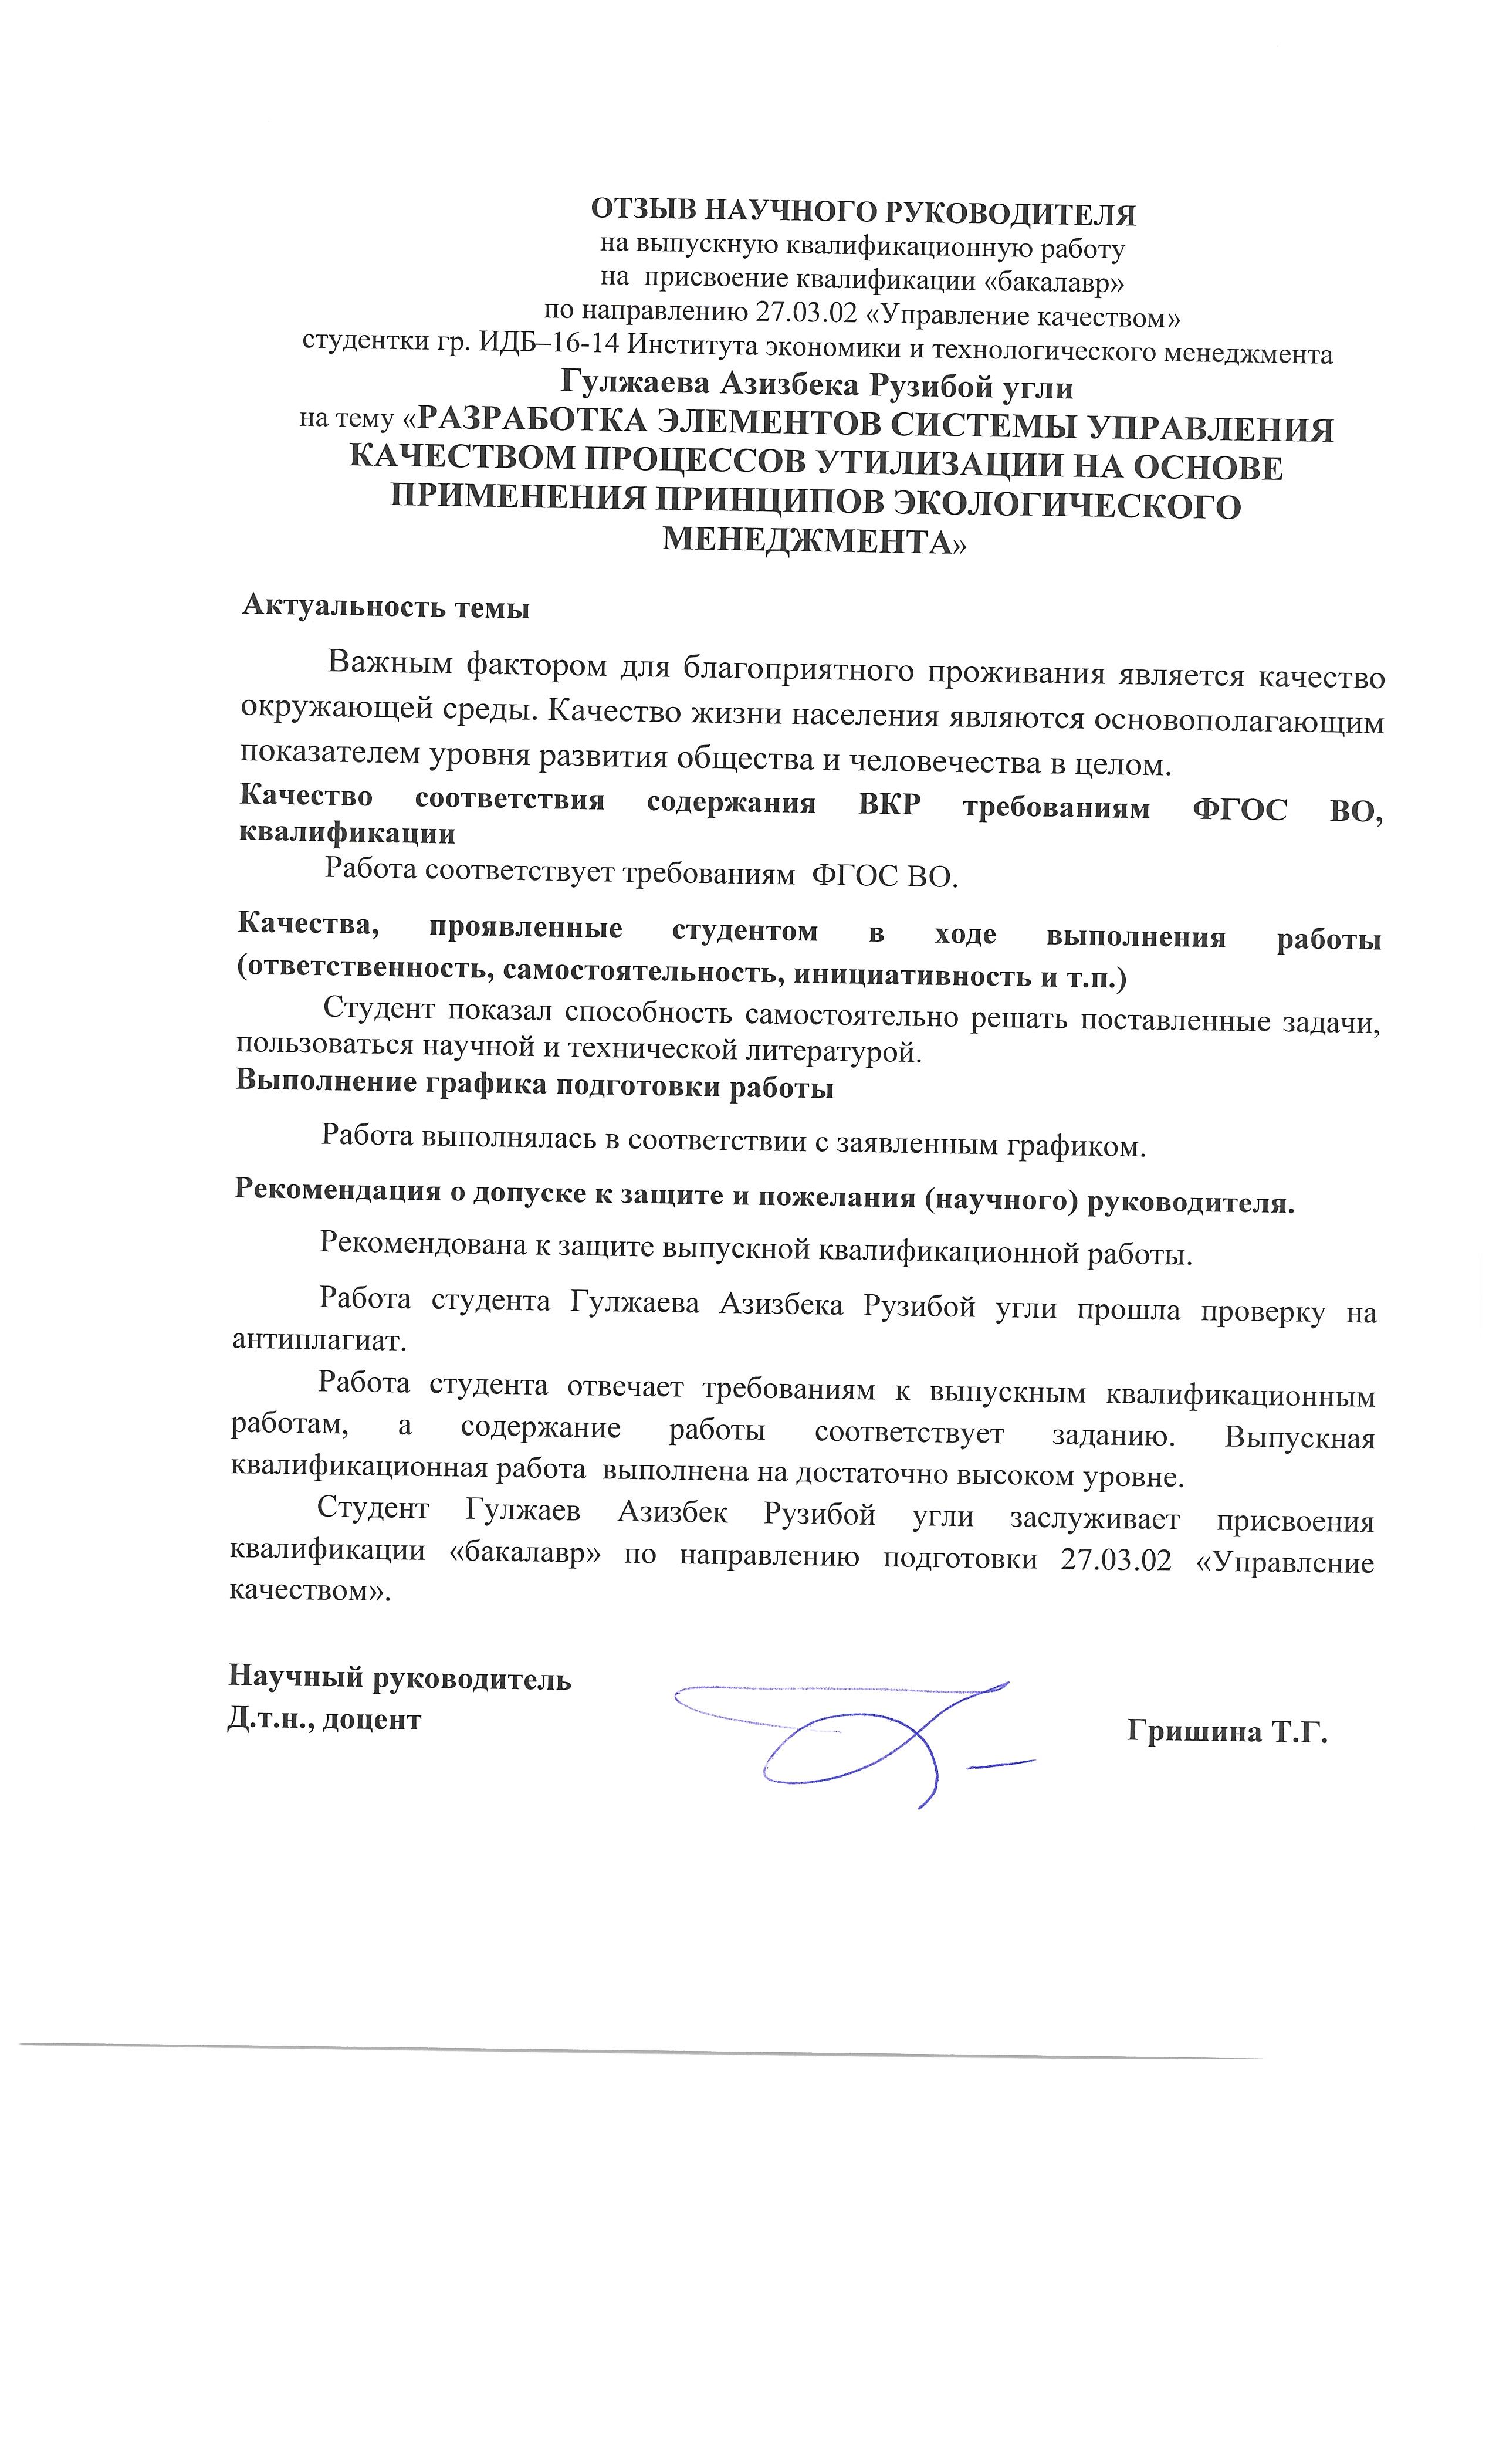 ОТЗЫВ НАУЧНОГО РУКОВОДИТЕЛЯ
на выпускную квалификационную работу
на присвоение квалификации «бакалавр»
по направлению 27.03.02 «Управление качеством»
студентки гр. ИДБ–16-14 Института экономики и технологического менеджмента
Гулжаева Азизбека Рузибой угли
на тему «РАЗРАБОТКА ЭЛЕМЕНТОВ СИСТЕМЫ УПРАВЛЕНИЯ
КАЧЕСТВОМ ПРОЦЕССОВ УТИЛИЗАЦИИ НА ОСНОВЕ
ПРИМЕНЕНИЯ ПРИНЦИПОВ ЭКОЛОГИЧЕСКОГО
МЕНЕДЖМЕНТА»
Актуальность темы
Важным фактором для благоприятного проживания является качество
окружающей среды. Качество жизни населения являются основополагающим
показателем уровня развития общества и человечества в целом.
Качество соответствия содержания ВКР требованиям ФГОС ВО,
квалификации
Работа соответствует требованиям ФГОС ВО.
Качества, проявленные студентом в ходе выполнения работы
(ответственность, самостоятельность, инициативность и т.п.)
Студент показал способность самостоятельно решать поставленные задачи,
пользоваться научной и технической литературой.
Выполнение графика подготовки работы
Работа выполнялась в соответствии с заявленным графиком.
Рекомендация о допуске к защите и пожелания (научного) руководителя.
Рекомендована к защите выпускной квалификационной работы.
Работа студента Гулжаева Азизбека Рузибой угли прошла проверку на
антиплагиат.
Работа студента отвечает требованиям к выпускным квалификационным
работам, а содержание работы соответствует заданию. Выпускная
квалификационная работа выполнена на достаточно высоком уровне.
Студент Гулжаев Азизбек Рузибой угли заслуживает присвоения
квалификации «бакалавр» по направлению подготовки 27.03.02 «Управление
качеством».
Научный руководитель
Д.т.н., доцент Гришина Т.Г.